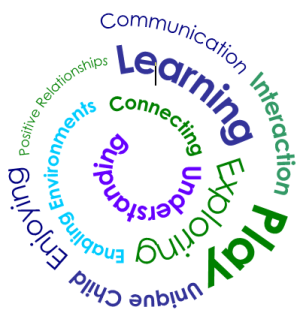 Communication
Interaction
Play
Unique Child
Enjoying
Positive Relationships
Learning
Exploring
Enabling Environments
Connecting
Understanding